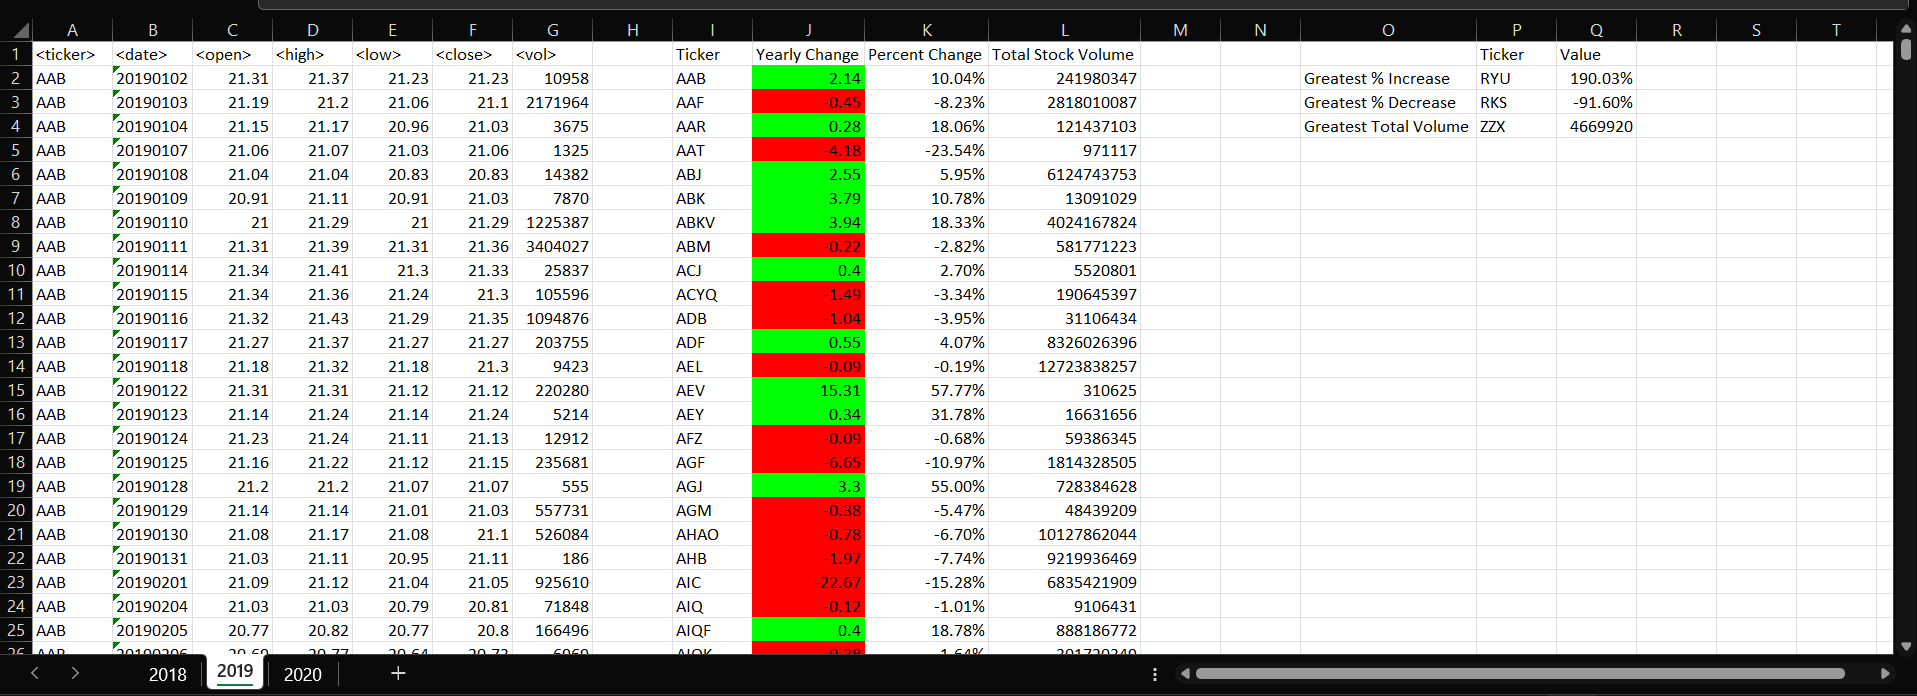 A B C D E F G H I J K L M N O P Q R S T
1 <ticker> <date> <open> <high> <low> <close> <vol> Ticker Yearly Change Percent Change Total Stock Volume Ticker Value
2 AAB 20190102 21.31 21.37 21.23 21.23 10958 AAB 2.14 10.04% 241980347 Greatest % Increase RYU 190.03%
3 AAB 20190103 21.19 21.2 21.06 21.1 2171964 AAF -0.45 -8.23% 2818010087 Greatest % Decrease RKS -91.60%
4 AAB 20190104 21.15 21.17 20.96 21.03 3675 AAR 0.28 18.06% 121437103 Greatest Total Volume ZZX 4669920
5 AAB 20190107 21.06 21.07 21.03 21.06 1325 AAT -4.18 -23.54% 971117
6 AAB 20190108 21.04 21.04 20.83 20.83 14382 ABJ 2.55 5.95% 6124743753
7 AAB 20190109 20.91 21.11 20.91 21.03 7870 ABK 3.79 10.78% 13091029
8 AAB 20190110 21 21.29 21 21.29 1225387 ABKV 3.94 18.33% 4024167824
9 AAB 20190111 21.31 21.39 21.31 21.36 3404027 ABM -0.22 -2.82% 581771223
10 AAB 20190114 21.34 21.41 21.3 21.33 25837 ACJ 0.4 2.70% 5520801
11 AAB 20190115 21.34 21.36 21.24 21.3 105596 ACYQ -1.49 -3.34% 190645397
12 AAB 20190116 21.32 21.43 21.29 21.35 1094876 ADB -1.04 -3.95% 31106434
13 AAB 20190117 21.27 21.37 21.27 21.27 203755 ADF 0.55 4.07% 8326026396
14 AAB 20190118 21.18 21.32 21.18 21.3 9423 AEL -0.09 -0.19% 12723838257
15 AAB 20190122 21.31 21.31 21.12 21.12 220280 AEV 15.31 57.77% 310625
16 AAB 20190123 21.14 21.24 21.14 21.24 5214 AEY 0.34 31.78% 16631656
17 AAB 20190124 21.23 21.24 21.11 21.13 12912 AFZ -0.09 -0.68% 59386345
18 AAB 20190125 21.16 21.22 21.12 21.15 235681 AGF -6.65 -10.97% 1814328505
19 AAB 20190128 21.2 21.2 21.07 21.07 555 AGJ 3.3 55.00% 728384628
20 AAB 20190129 21.14 21.14 21.01 21.03 557731 AGM -0.38 -5.47% 48439209
21 AAB 20190130 21.08 21.17 21.08 21.1 526084 AHAO -0.78 -6.70% 10127862044
22 AAB 20190131 21.03 21.11 20.95 21.11 186 AHB -1.97 -7.74% 9219936469
23 AAB 20190201 21.09 21.12 21.04 21.05 925610 AIC -22.67 -15.28% 6835421909
24 AAB 20190204 21.03 21.03 20.79 20.81 71848 AIQ -0.12 -1.01% 9106431
25 AAB 20190205 20.77 20.82 20.77 20.8 166496 AIQF 0.4 18.78% 888186772
2018 2019 2020